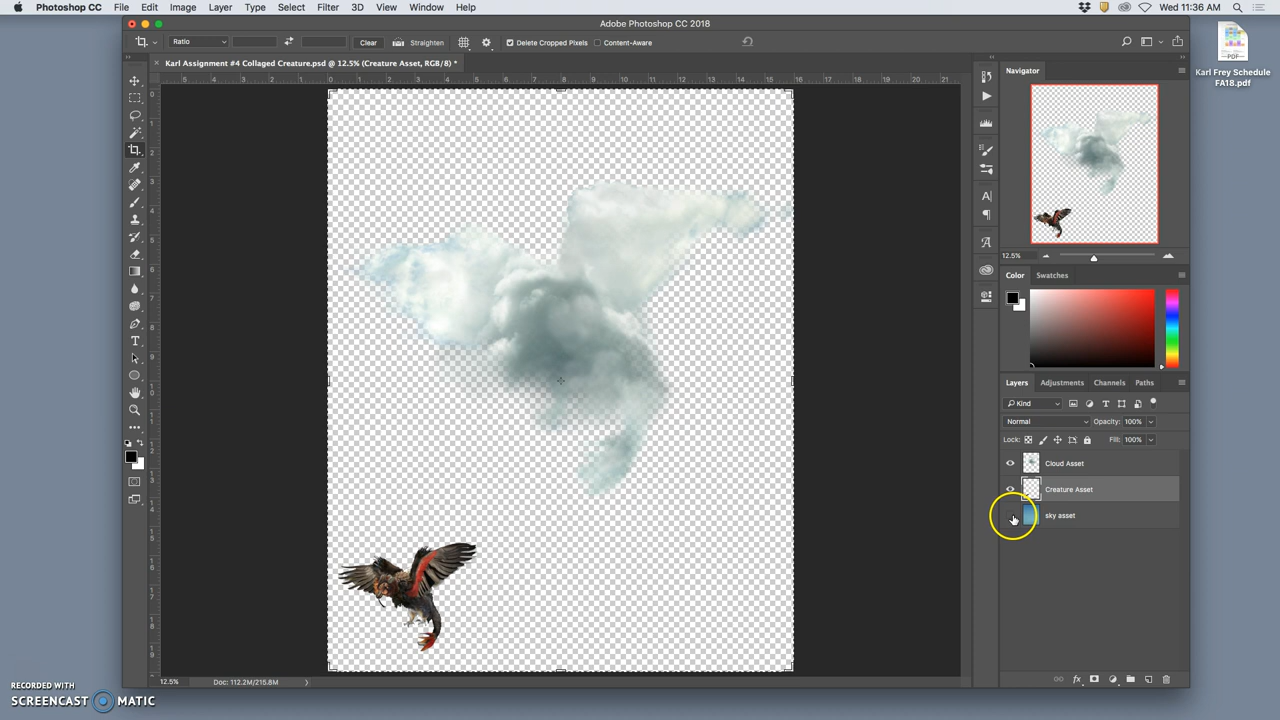 Photoshop CC File Edit Image Layer Type Select Filter 3D View Window Help Wed 11:36 AM
Adobe Photoshop CC 2018
Ratio Clear Straighten Delete Cropped Pixels Content-Aware
Karl Assignment #4 Collaged Creature.psd @ 12.5% (Creature Asset, RGB/8) *
Navigator
12.5%
Color Swatches
Layers Adjustments Channels Paths
Kind
Normal Opacity: 100%
Lock: Fill: 100%
Cloud Asset
Creature Asset
sky asset
12.5% Doc: 112.2M/215.8M
PDF
Karl Frey Schedule
FA18.pdf
RECORDED WITH
SCREENCAST MATIC